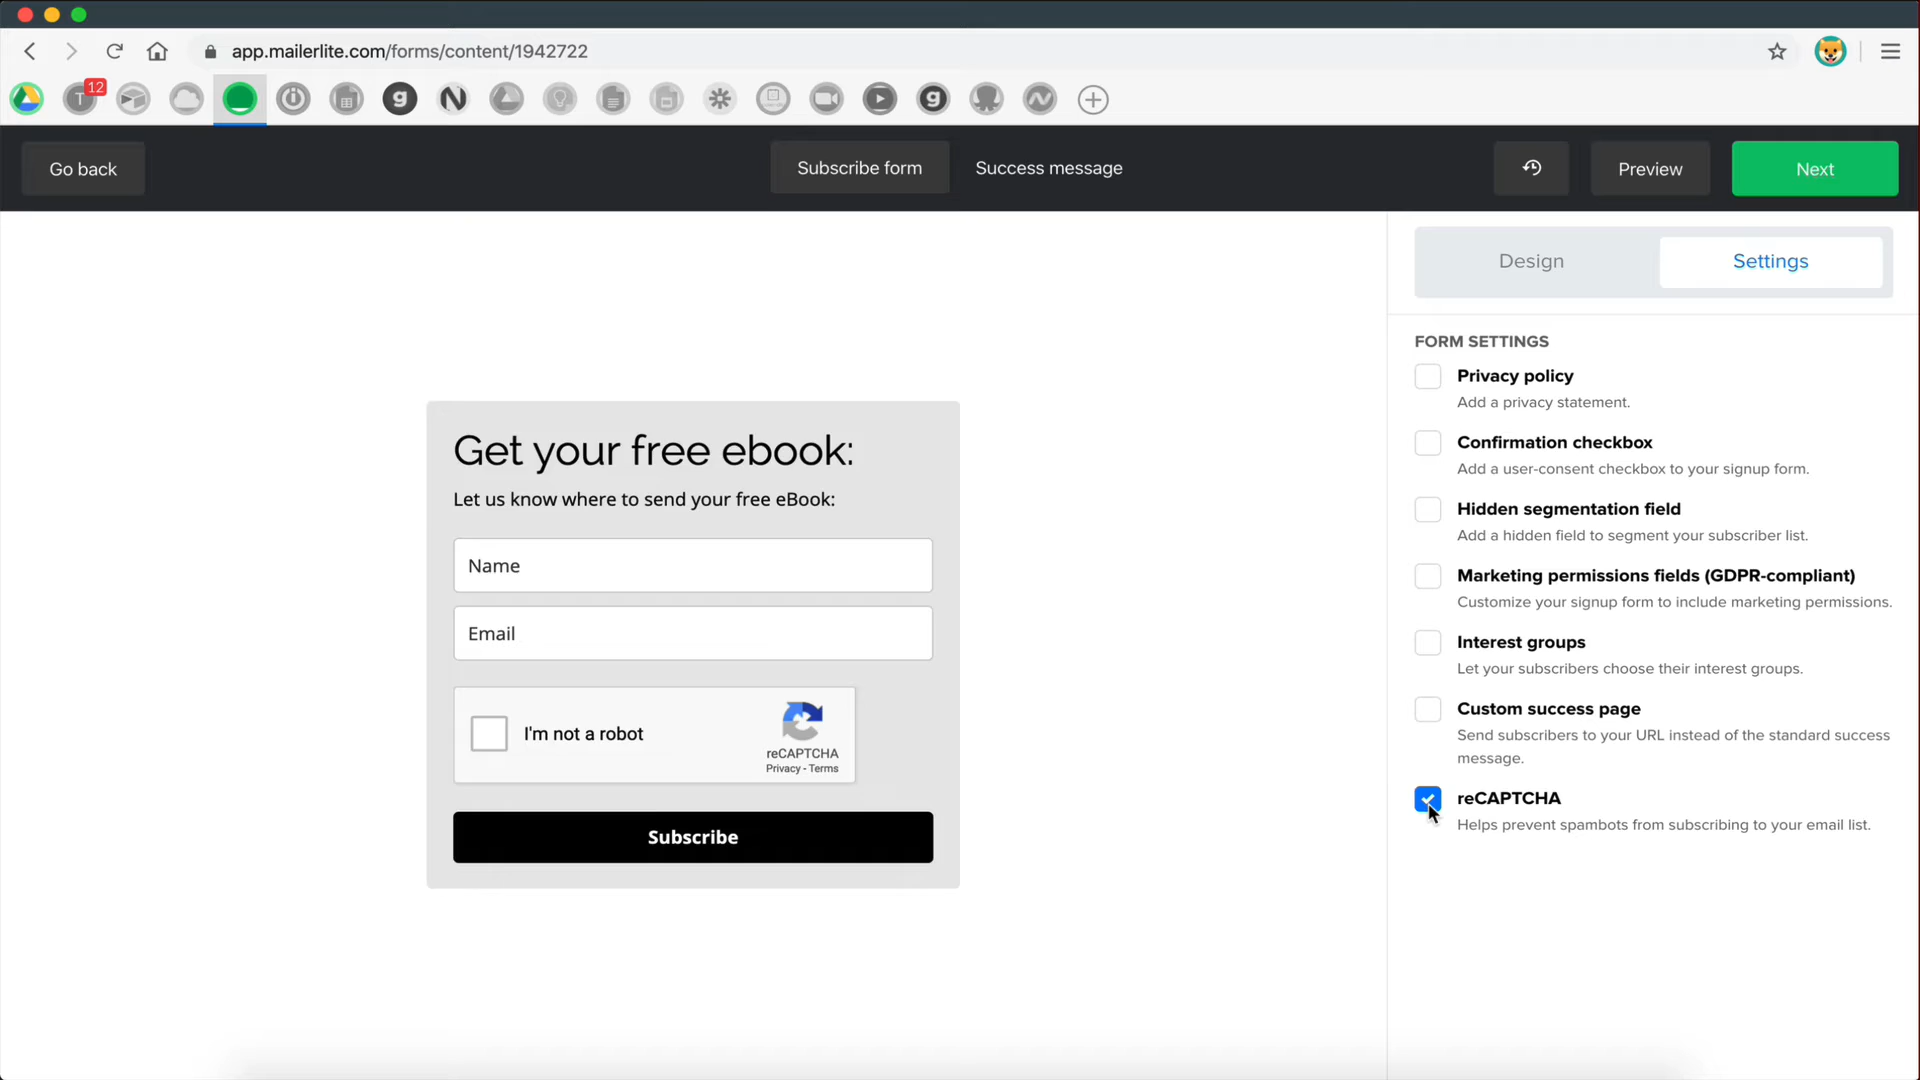 app.mailerlite.com/forms/content/1942722
T
12
g
N
g
Go back
Subscribe form
Success message
Preview
Next
Design
Settings
FORM SETTINGS
Privacy policy
Add a privacy statement.
Confirmation checkbox
Add a user-consent checkbox to your signup form.
Hidden segmentation field
Add a hidden field to segment your subscriber list.
Marketing permissions fields (GDPR-compliant)
Customize your signup form to include marketing permissions.
Interest groups
Let your subscribers choose their interest groups.
Custom success page
Send subscribers to your URL instead of the standard success
message.
reCAPTCHA
Helps prevent spambots from subscribing to your email list.
Get your free ebook:
Let us know where to send your free eBook:
Name
Email
I'm not a robot
reCAPTCHA
Privacy - Terms
Subscribe